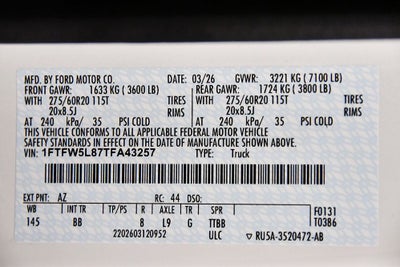 MFD. BY FORD MOTOR CO. 03/26 GVWR: 3221 KG ( 7100 LB)
FRONT GAWR: 1633 KG ( 3600 LB) REAR GAWR: 1724 KG ( 3800 LB)
WITH 275/60R20 115T TIRES WITH 275/60R20 115T TIRES
20x8.5J RIMS 20x8.5J RIMS
AT 240 kPa/ 35 PSI COLD AT 240 kPa/ 35 PSI COLD
THIS VEHICLE CONFORMS TO ALL APPLICABLE FEDERAL MOTOR VEHICLE
SAFETY STANDARDS IN EFFECT ON THE DATE OF MANUFACTURE SHOWN ABOVE.
VIN: 1FTFW5L87TFA43257 TYPE: Truck
EXT PNT: AZ RC: 44 DSO:
WB INT TR TP/PS R AXLE TR SPR F0131
145 BB 8 L9 G TTBB T0386
2202603120952 ULC ▽ RU5A-3520472-AB